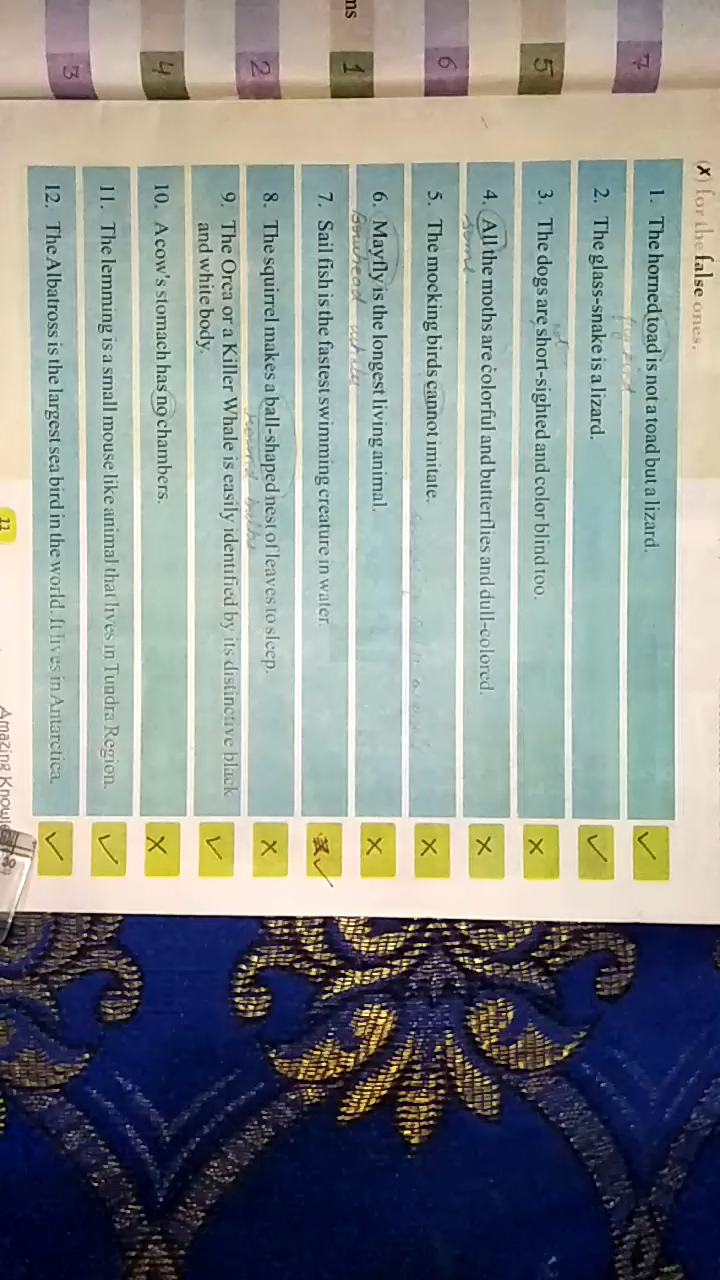 (✗) for the false ones.
1. The horned toad is not a toad but a lizard. ✓
2. The glass-snake is a lizard. ✓
3. The dogs are short-sighted and color blind too. ✗
4. All the moths are colorful and butterflies and dull-colored. ✗
some
5. The mocking birds cannot imitate. ✗
6. Mayfly is the longest living animal. ✗
Bowhead whale
7. Sail fish is the fastest swimming creature in water. ✓
8. The squirrel makes a ball-shaped nest of leaves to sleep. ✗
9. The Orca or a Killer Whale is easily identified by its distinctive black
and white body. ✓
10. A cow's stomach has no chambers. ✗
11. The lemming is a small mouse like animal that lives in Tundra Region. ✓
12. The Albatross is the largest sea bird in the world. It lives in Antarctica. ✓
11
Amazing
ms
7
5
6
1
2
4
3